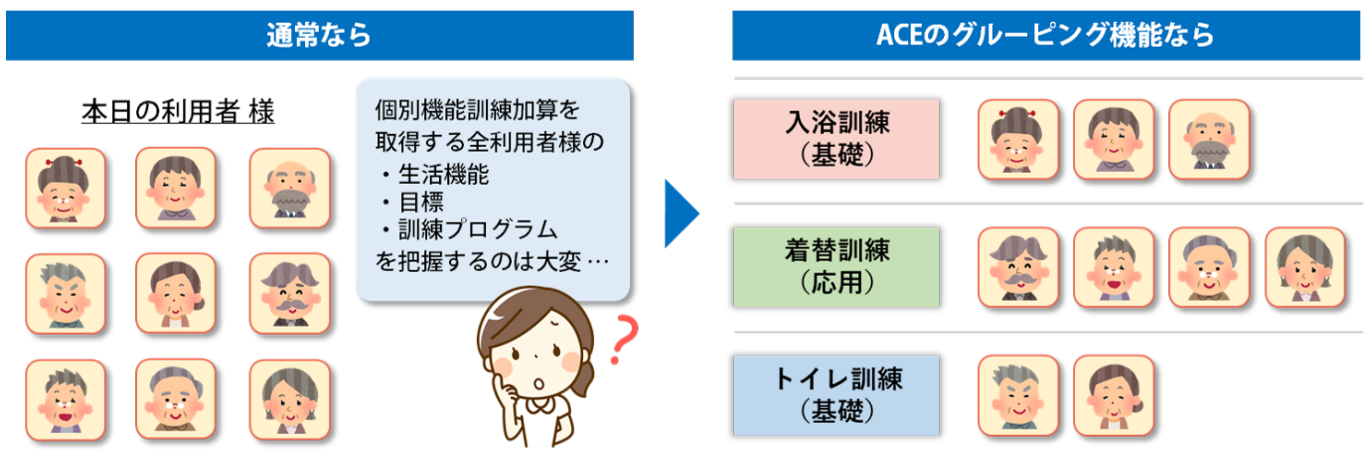 通常なら
本日の利用者 様
個別機能訓練加算を
取得する全利用者様の
・生活機能
・目標
・訓練プログラム
を把握するのは大変…
?
ACEのグルーピング機能なら
入浴訓練
（基礎）
着替訓練
（応用）
トイレ訓練
（基礎）